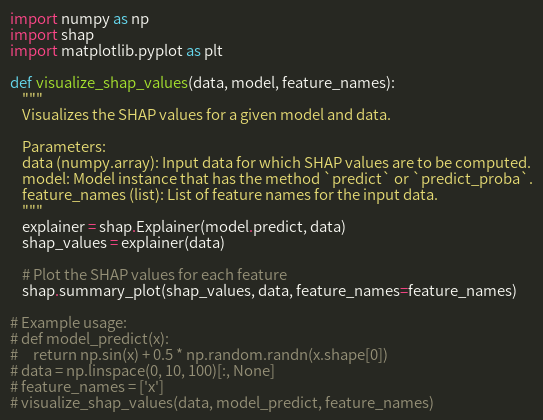 import numpy as np
import shap
import matplotlib.pyplot as plt
def visualize_shap_values(data, model, feature_names):
"""
Visualizes the SHAP values for a given model and data.
Parameters:
data (numpy.array): Input data for which SHAP values are to be computed.
model: Model instance that has the method `predict` or `predict_proba`.
feature_names (list): List of feature names for the input data.
"""
explainer = shap.Explainer(model.predict, data)
shap_values = explainer(data)
# Plot the SHAP values for each feature
shap.summary_plot(shap_values, data, feature_names=feature_names)
# Example usage:
# def model_predict(x):
#    return np.sin(x) + 0.5 * np.random.randn(x.shape[0])
# data = np.linspace(0, 10, 100)[:, None]
# feature_names = ['x']
# visualize_shap_values(data, model_predict, feature_names)